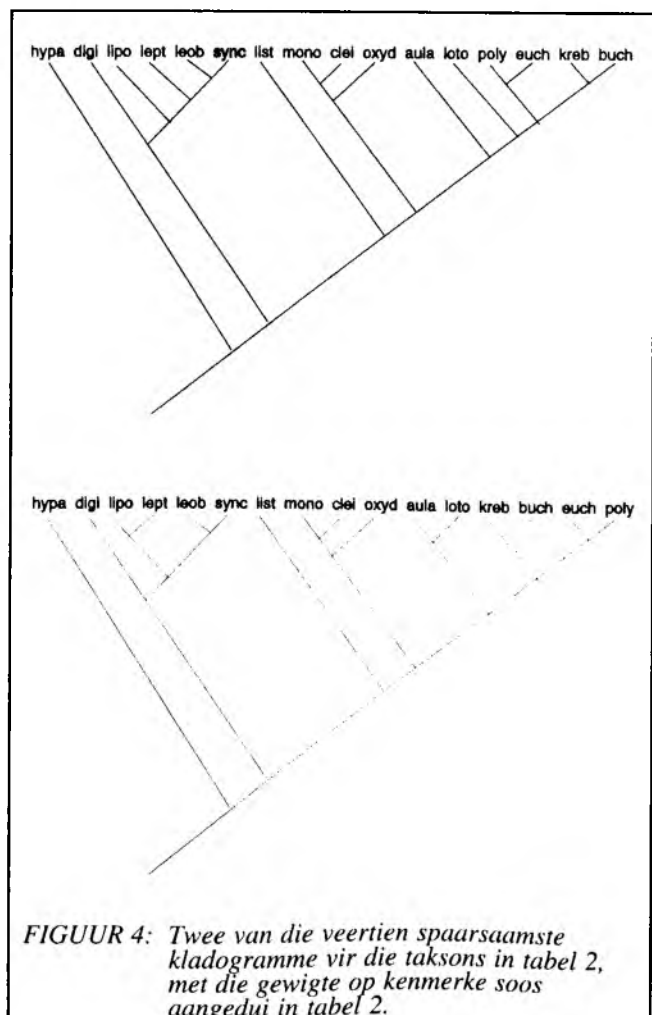 hypa digi lipo lept leob sync list mono clei oxyd aula loto poly euch kreb buch
hypa digi lipo lept leob sync list mono clei oxyd aula loto kreb buch euch poly
FIGUUR 4: Twee van die veertien spaarsaamste
kladogramme vir die taksons in tabel 2,
met die gewigte op kenmerke soos
aangedui in tabel 2.